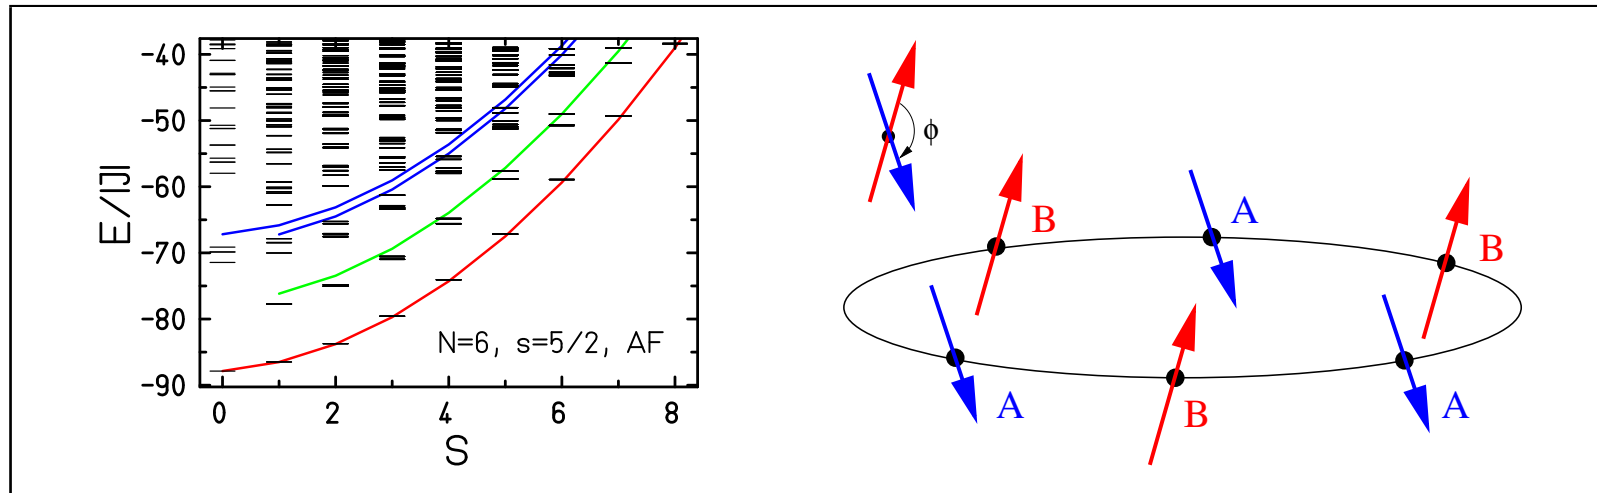 E/|J|
−40
−50
−60
−70
−80
−90
N=6, s=5/2, AF
0 2 4 6 8
S
ϕ
B
A
B
A
B
A